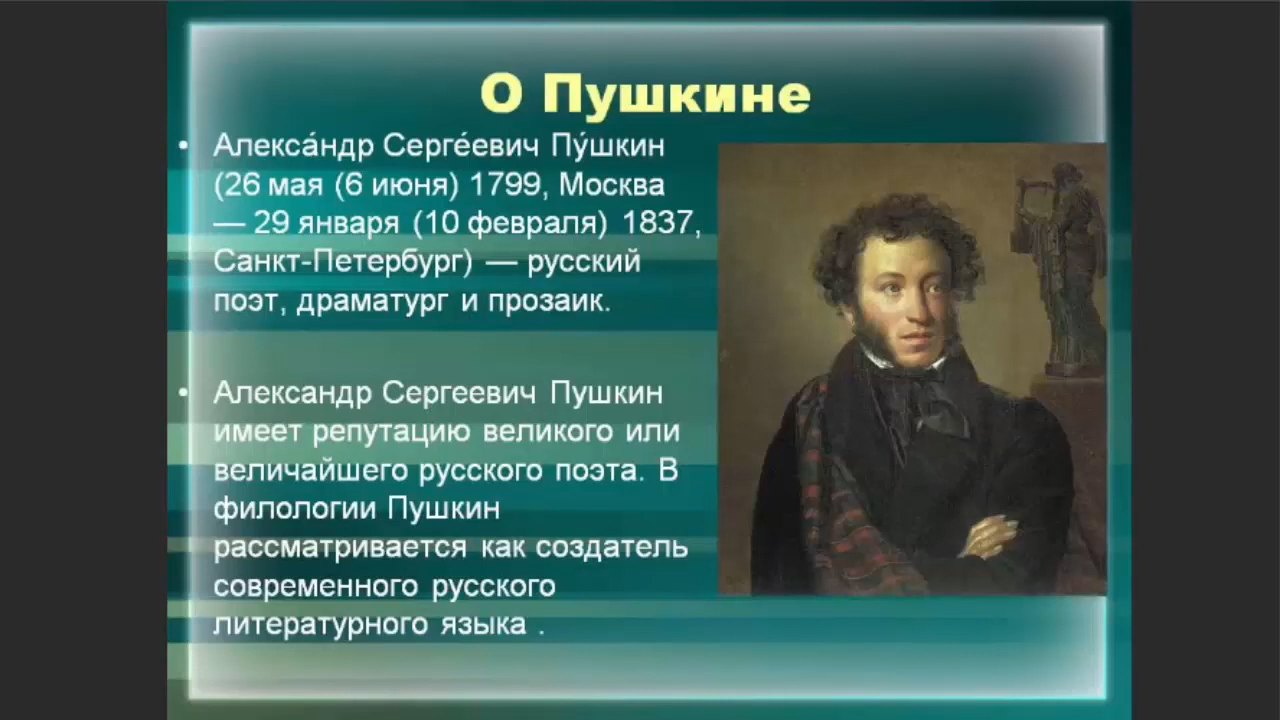 О Пушкине
• Алекса́ндр Серге́евич Пу́шкин
(26 мая (6 июня) 1799, Москва
— 29 января (10 февраля) 1837,
Санкт-Петербург) — русский
поэт, драматург и прозаик.
• Александр Сергеевич Пушкин
имеет репутацию великого или
величайшего русского поэта. В
филологии Пушкин
рассматривается как создатель
современного русского
литературного языка .